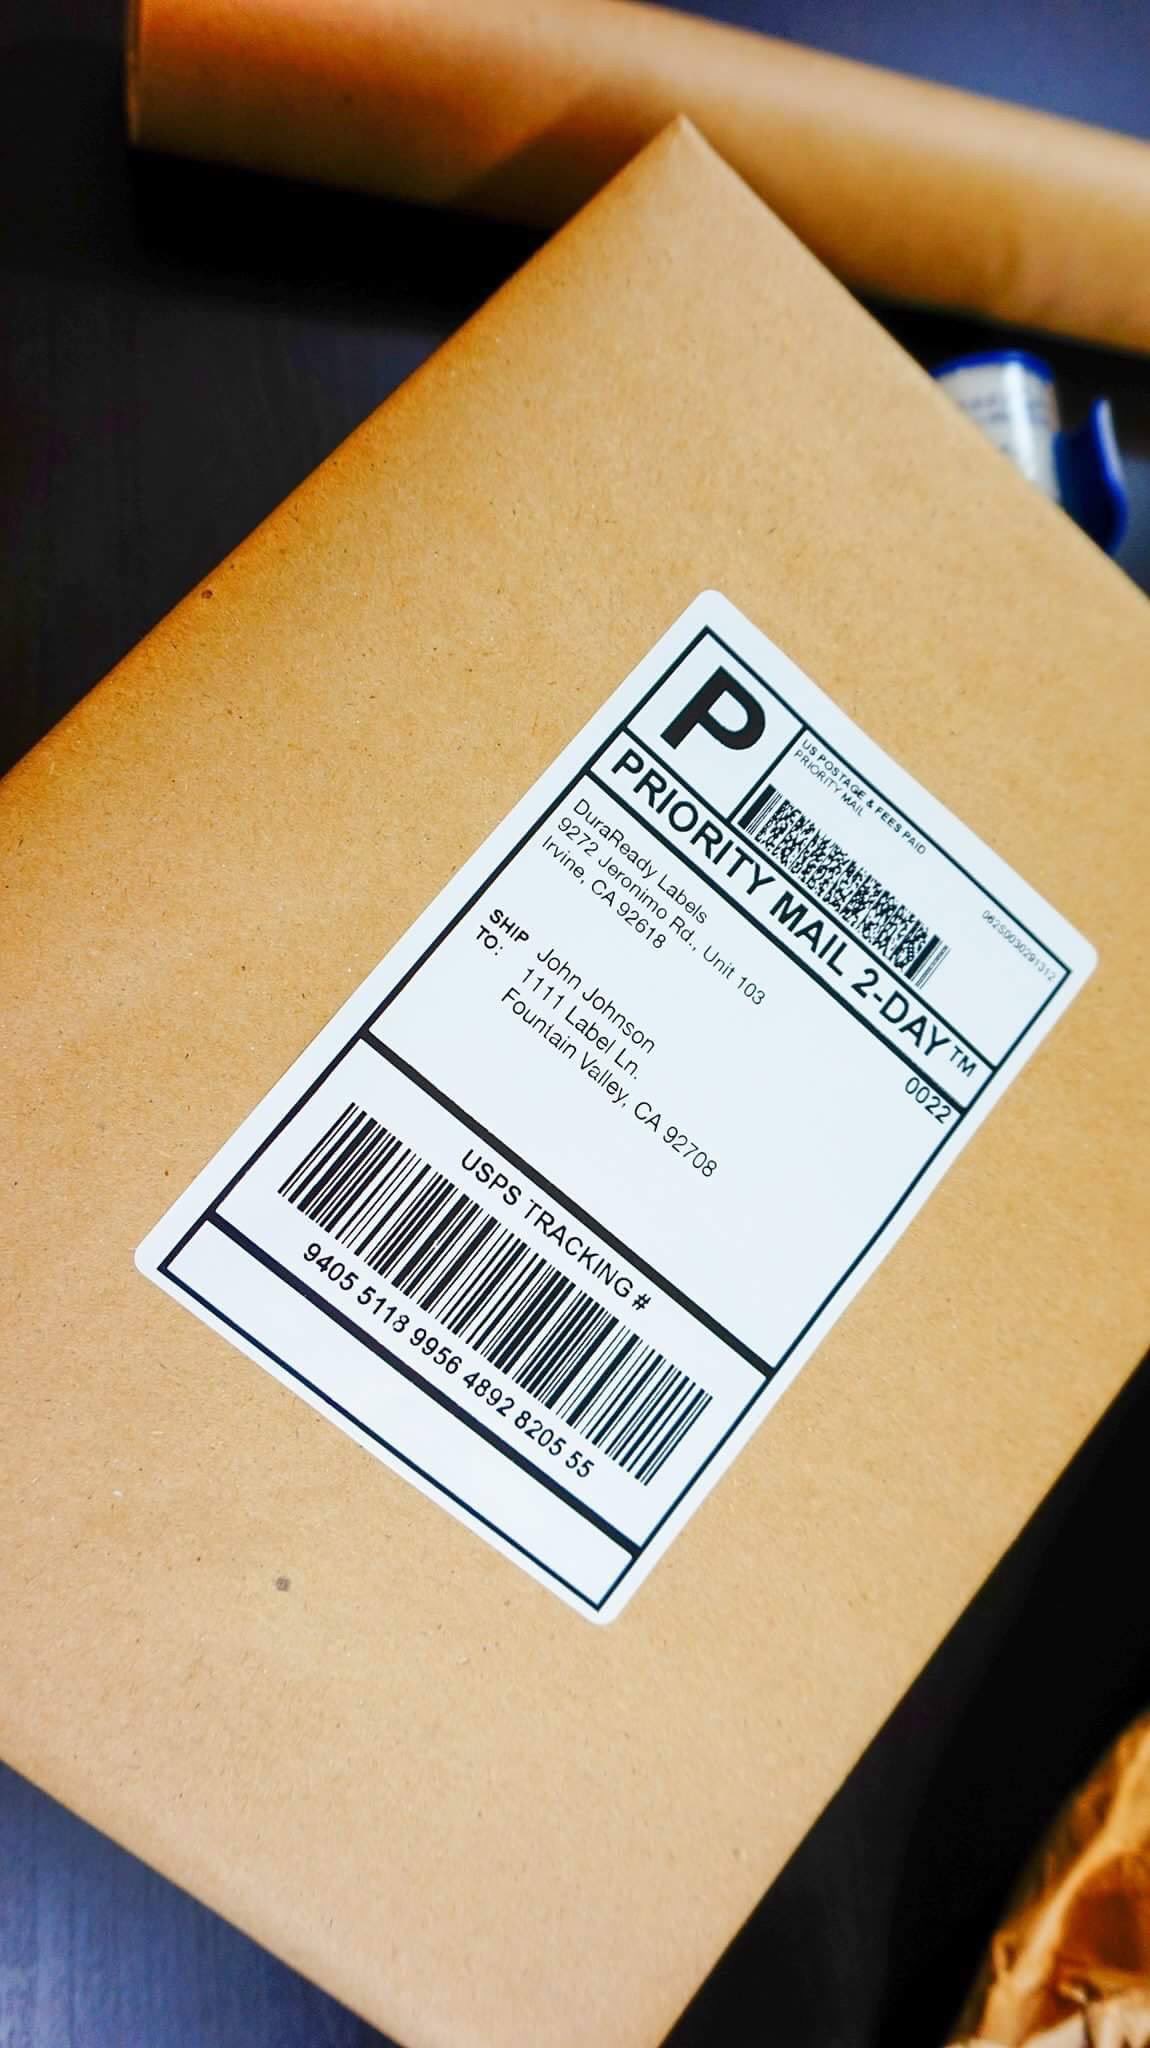 P
US POSTAGE & FEES PAID
PRIORITY MAIL
062S0030291312
PRIORITY MAIL 2-DAY™
DuraReady Labels
9272 Jeronimo Rd., Unit 103
Irvine, CA 92618
0022
SHIP
TO:
John Johnson
1111 Label Ln.
Fountain Valley, CA 92708
USPS TRACKING #
9405 5118 9956 4892 8205 55